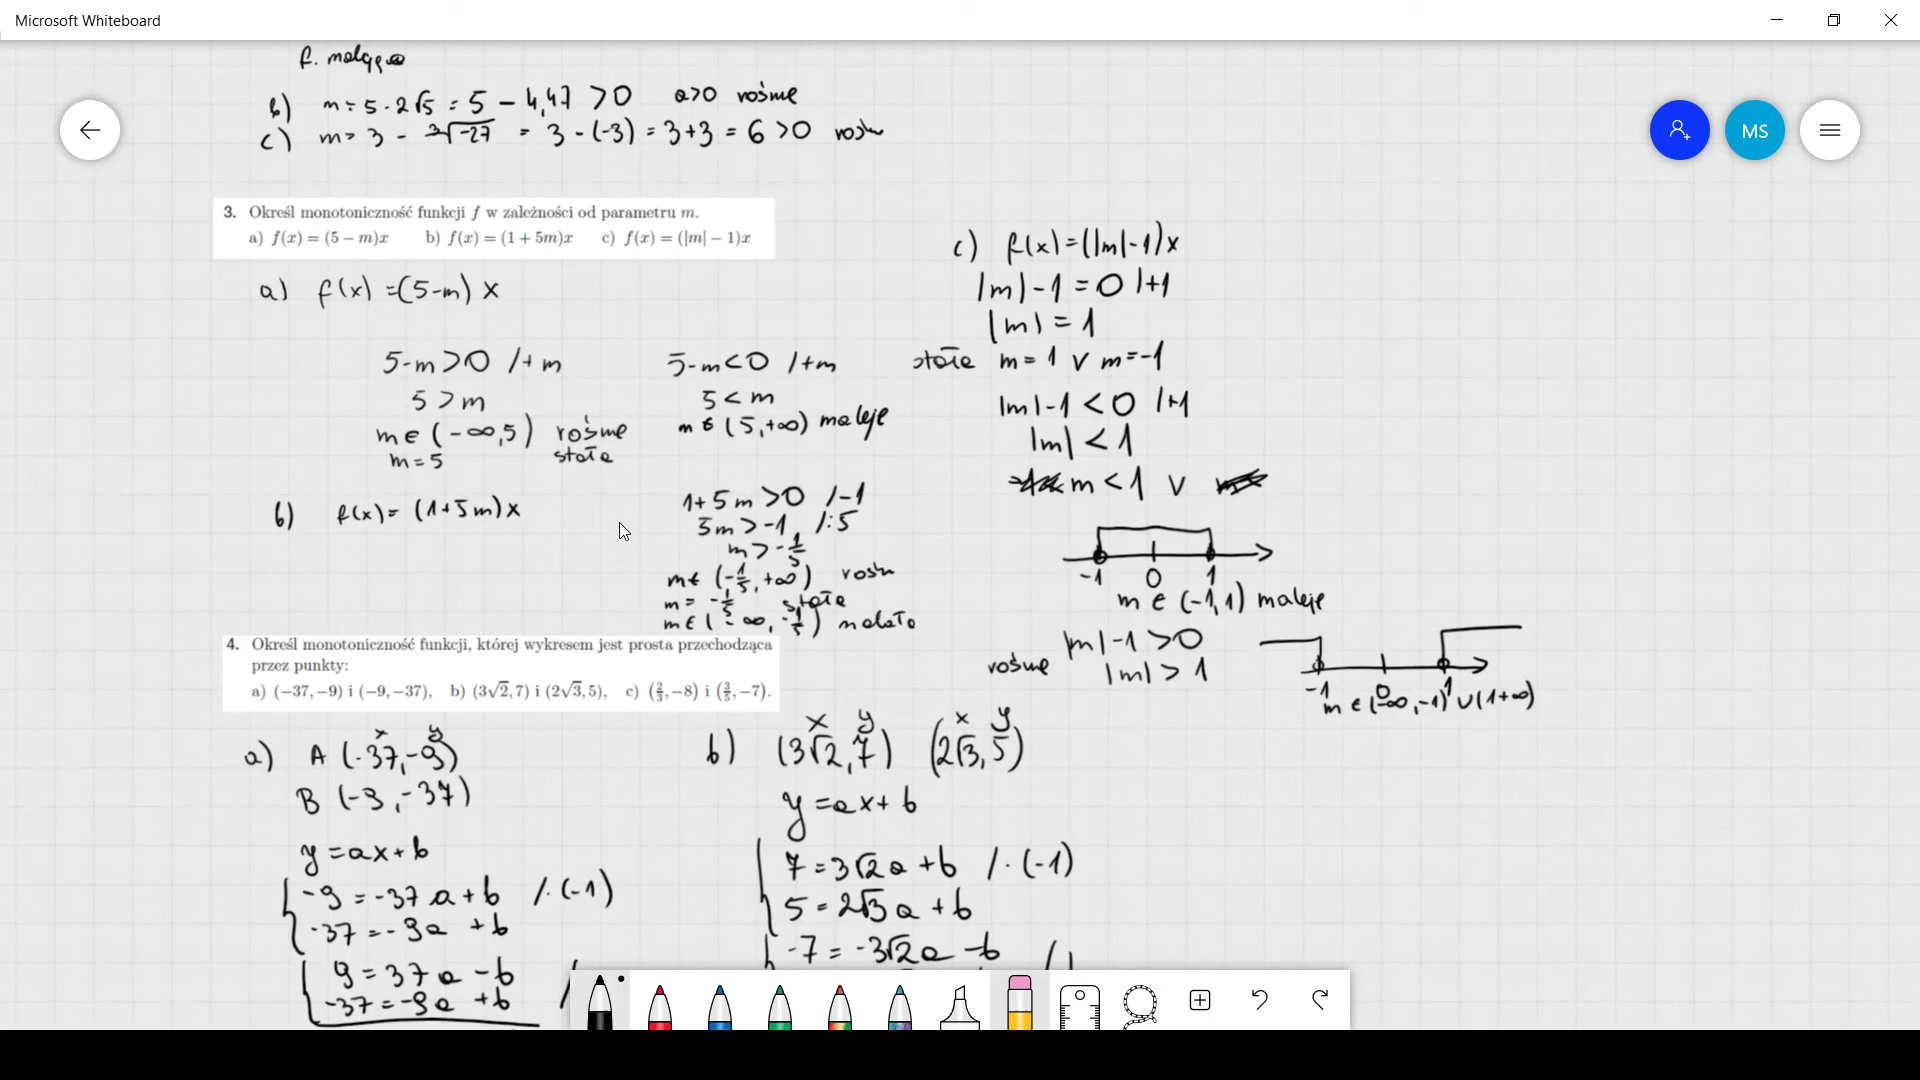 Microsoft Whiteboard
MS
f. malejąca
b) m = 5 - 2√5 = 5 - 4,47 > 0 a>0 rośnie
c) m = 3 - ∛-27 = 3 - (-3) = 3+3 = 6 > 0 rośn
3. Określ monotoniczność funkcji f w zależności od parametru m.
a) f(x) = (5 − m)x b) f(x) = (1 + 5m)x c) f(x) = (|m| − 1)x
a) f(x) = (5-m) x
5-m > 0 /+ m
5 > m
m ∈ (-∞, 5) rośnie
m = 5 stała
5-m < 0 /+m
5 < m
m ∈ (5, +∞) maleje
b) f(x) = (1+5m)x
1+5m > 0 /-1
5m > -1 /:5
m > -1/5
m ∈ (-1/5, +∞) rośn
m = -1/5 stała
m ∈ (-∞, -1/5)
c) f(x) = (|m|-1)x
|m|-1 = 0 /+1
|m| = 1
stała m = 1 ∨ m = -1
|m|-1 < 0 /+1
|m| < 1
m < 1 ∨
-1 0 1
m ∈ (-1,1) maleje
|m|-1 > 0
rośnie |m| > 1
-1 0 1
m ∈ (-∞,-1) ∪ (1+∞)
4. Określ monotoniczność funkcji, której wykresem jest prosta przechodząca
przez punkty:
a) (−37, −9) i (−9, −37), b) (3√2, 7) i (2√3, 5), c) (2/3, −8) i (3/5, −7).
a) x y
A (-37, -9)
B (-9, -37)
y = ax + b
-9 = -37a + b /·(-1)
-37 = -9a + b
9 = 37a - b
-37 = -9a + b
b) x y x y
(3√2, 7) (2√3, 5)
y = ax + b
7 = 3√2a + b /·(-1)
5 = 2√3a + b
-7 = -3√2a - b